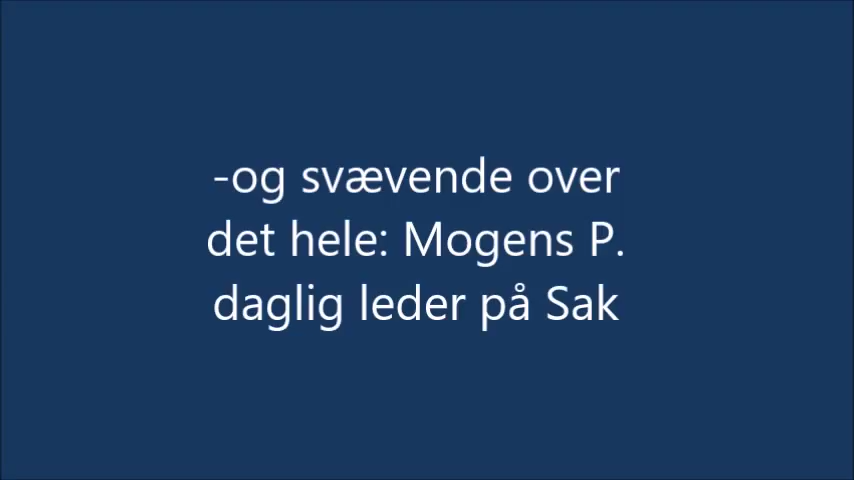 -og svævende over
det hele: Mogens P.
daglig leder på Sak